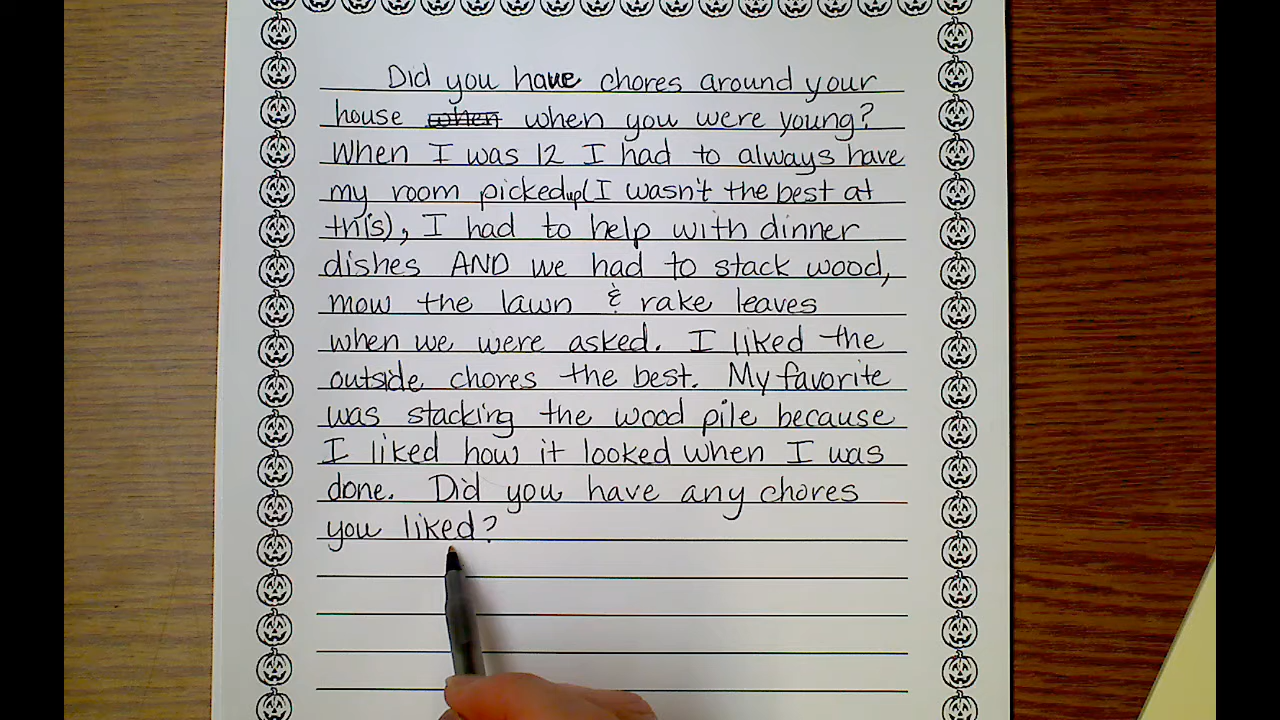 Did you have chores around your
house when when you were young?
When I was 12 I had to always have
my room picked up (I wasn't the best at
this), I had to help with dinner
dishes AND we had to stack wood,
mow the lawn & rake leaves
when we were asked. I liked the
outside chores the best. My favorite
was stacking the wood pile because
I liked how it looked when I was
done. Did you have any chores
you liked?